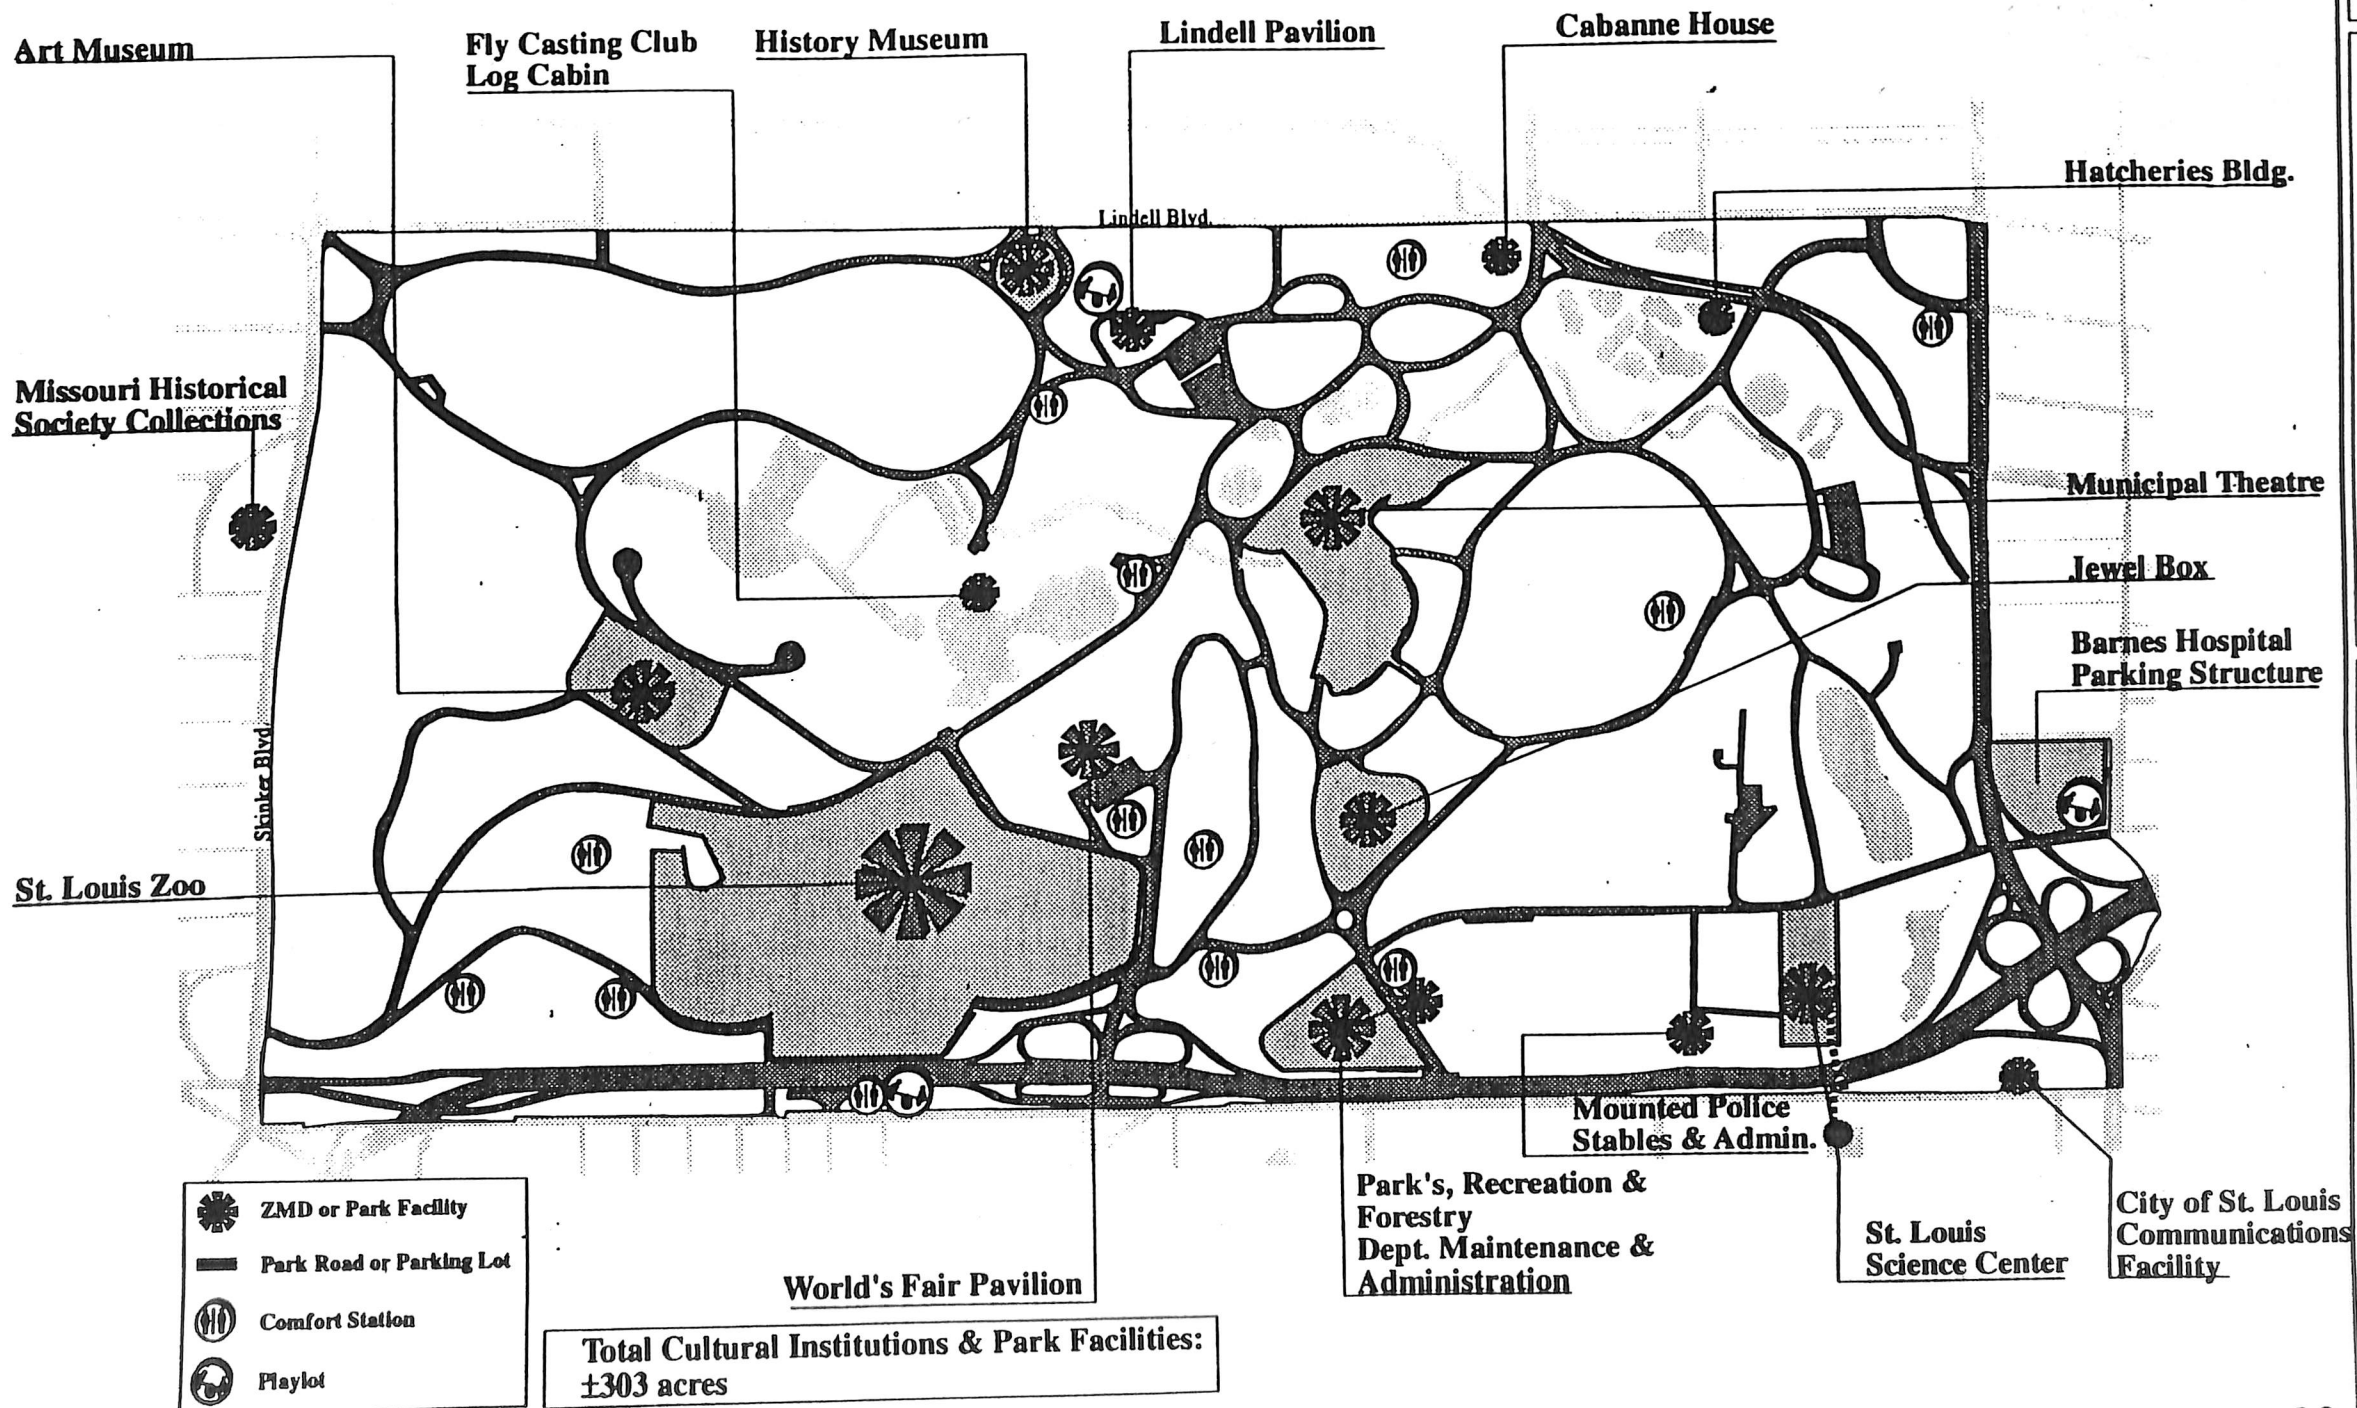 Art Museum
Fly Casting Club
Log Cabin
History Museum
Lindell Pavilion
Cabanne House
Hatcheries Bldg.
Lindell Blvd.
Missouri Historical
Society Collections
Municipal Theatre
Jewel Box
Barnes Hospital
Parking Structure
Skinker Blvd.
St. Louis Zoo
Mounted Police
Stables & Admin.
Park's, Recreation &
Forestry
Dept. Maintenance &
Administration
City of St. Louis
Communications
Facility
St. Louis
Science Center
World's Fair Pavilion
ZMD or Park Facility
Park Road or Parking Lot
Comfort Station
Playlot
Total Cultural Institutions & Park Facilities:
±303 acres